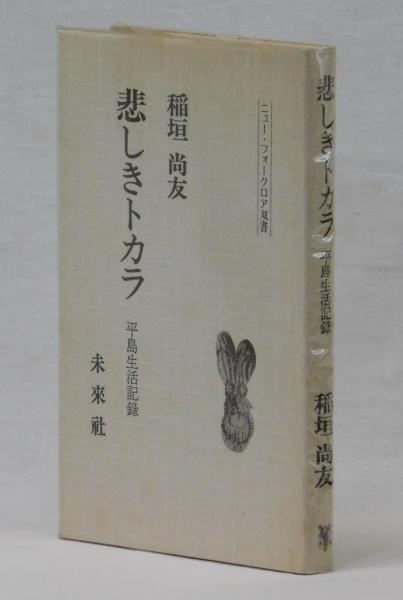 ニュー・フォークロア双書
稲垣尚友
悲しきトカラ
平島生活記録
未來社
悲しきトカラ
平島生活記録
稲垣尚友